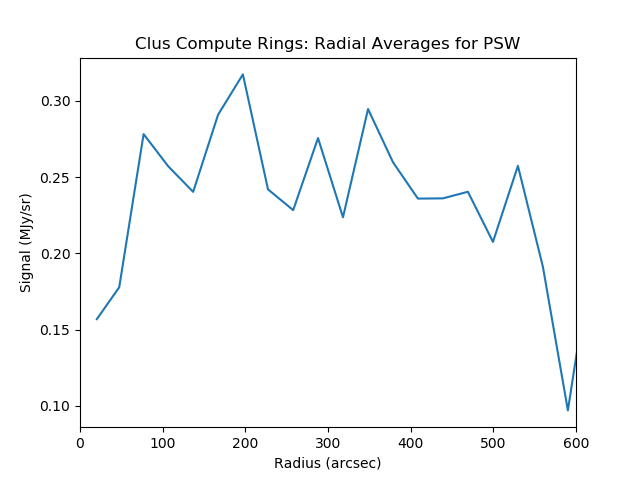 Clus Compute Rings: Radial Averages for PSW
0.30
0.25
0.20
0.15
0.10
Signal (MJy/sr)
0 100 200 300 400 500 600
Radius (arcsec)